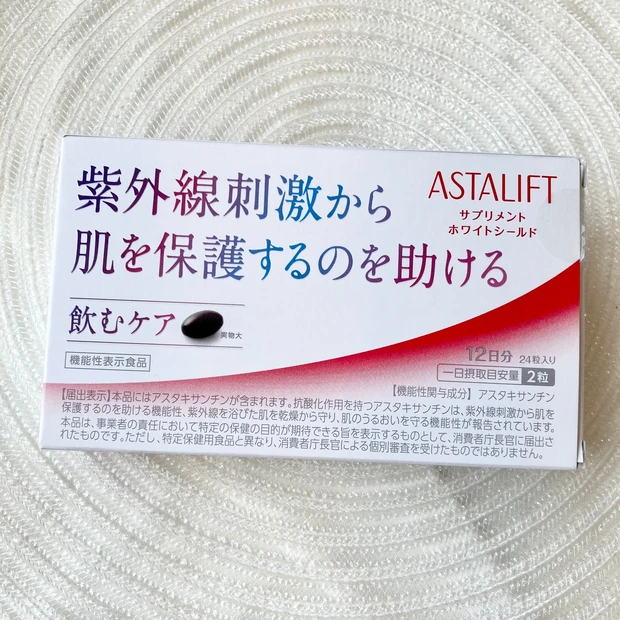 紫外線刺激から
肌を保護するのを助ける
ASTALIFT
サプリメント
ホワイトシールド
飲むケア
実物大
機能性表示食品
12日分 24粒入り
一日摂取目安量 2粒
【機能性関与成分】 アスタキサンチン
【届出表示】本品にはアスタキサンチンが含まれます。抗酸化作用を持つアスタキサンチンは、紫外線刺激から肌を
保護するのを助ける機能性、紫外線を浴びた肌を乾燥から守り、肌のうるおいを守る機能性が報告されています。
本品は、事業者の責任において特定の保健の目的が期待できる旨を表示するものとして、消費者庁長官に届出さ
れたものです。ただし、特定保健用食品と異なり、消費者庁長官による個別審査を受けたものではありません。